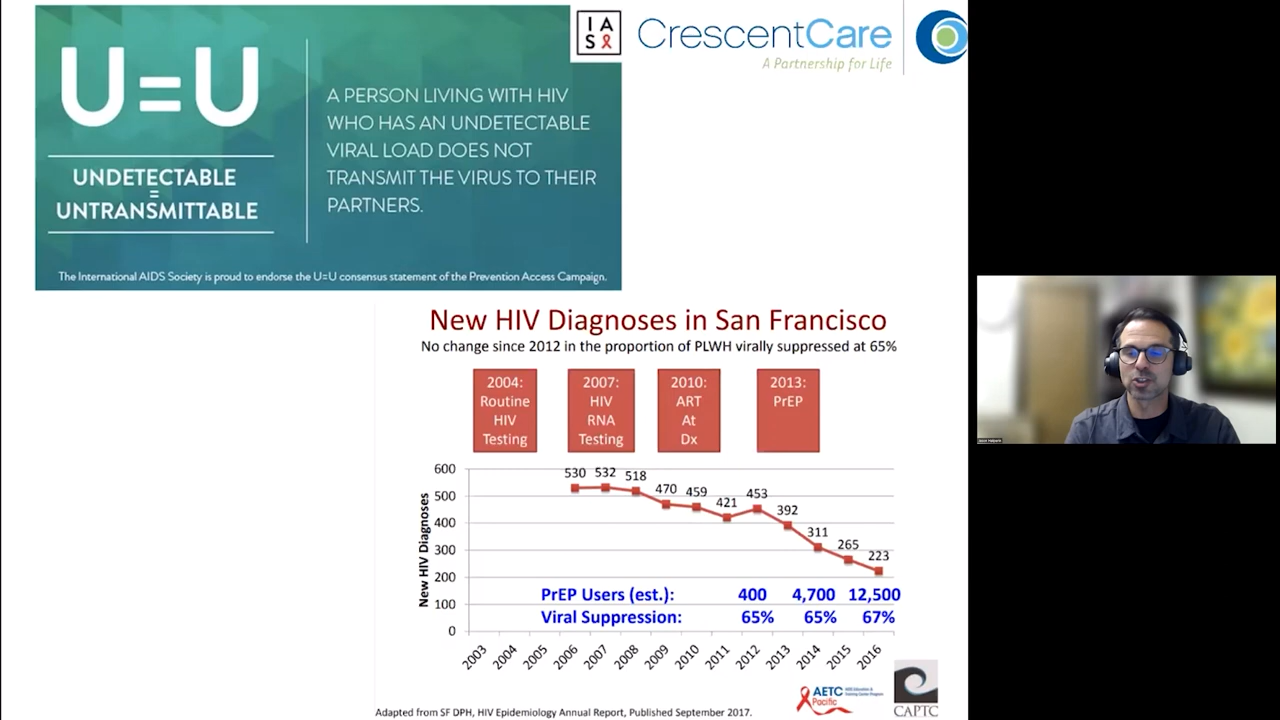 U=U
UNDETECTABLE
=
UNTRANSMITTABLE
A PERSON LIVING WITH HIV
WHO HAS AN UNDETECTABLE
VIRAL LOAD DOES NOT
TRANSMIT THE VIRUS TO THEIR
PARTNERS.
The International AIDS Society is proud to endorse the U=U consensus statement of the Prevention Access Campaign.
I A
S
CrescentCare
A Partnership for Life
New HIV Diagnoses in San Francisco
No change since 2012 in the proportion of PLWH virally suppressed at 65%
2004:
Routine
HIV
Testing
2007:
HIV
RNA
Testing
2010:
ART
At
Dx
2013:
PrEP
New HIV Diagnoses
600
500
400
300
200
100
0
530 532 518 470 459 421 453 392 311 265 223
PrEP Users (est.): 400 4,700 12,500
Viral Suppression: 65% 65% 67%
2003 2004 2005 2006 2007 2008 2009 2010 2011 2012 2013 2014 2015 2016
AETC
Pacific
CAPTC
Adapted from SF DPH, HIV Epidemiology Annual Report, Published September 2017.